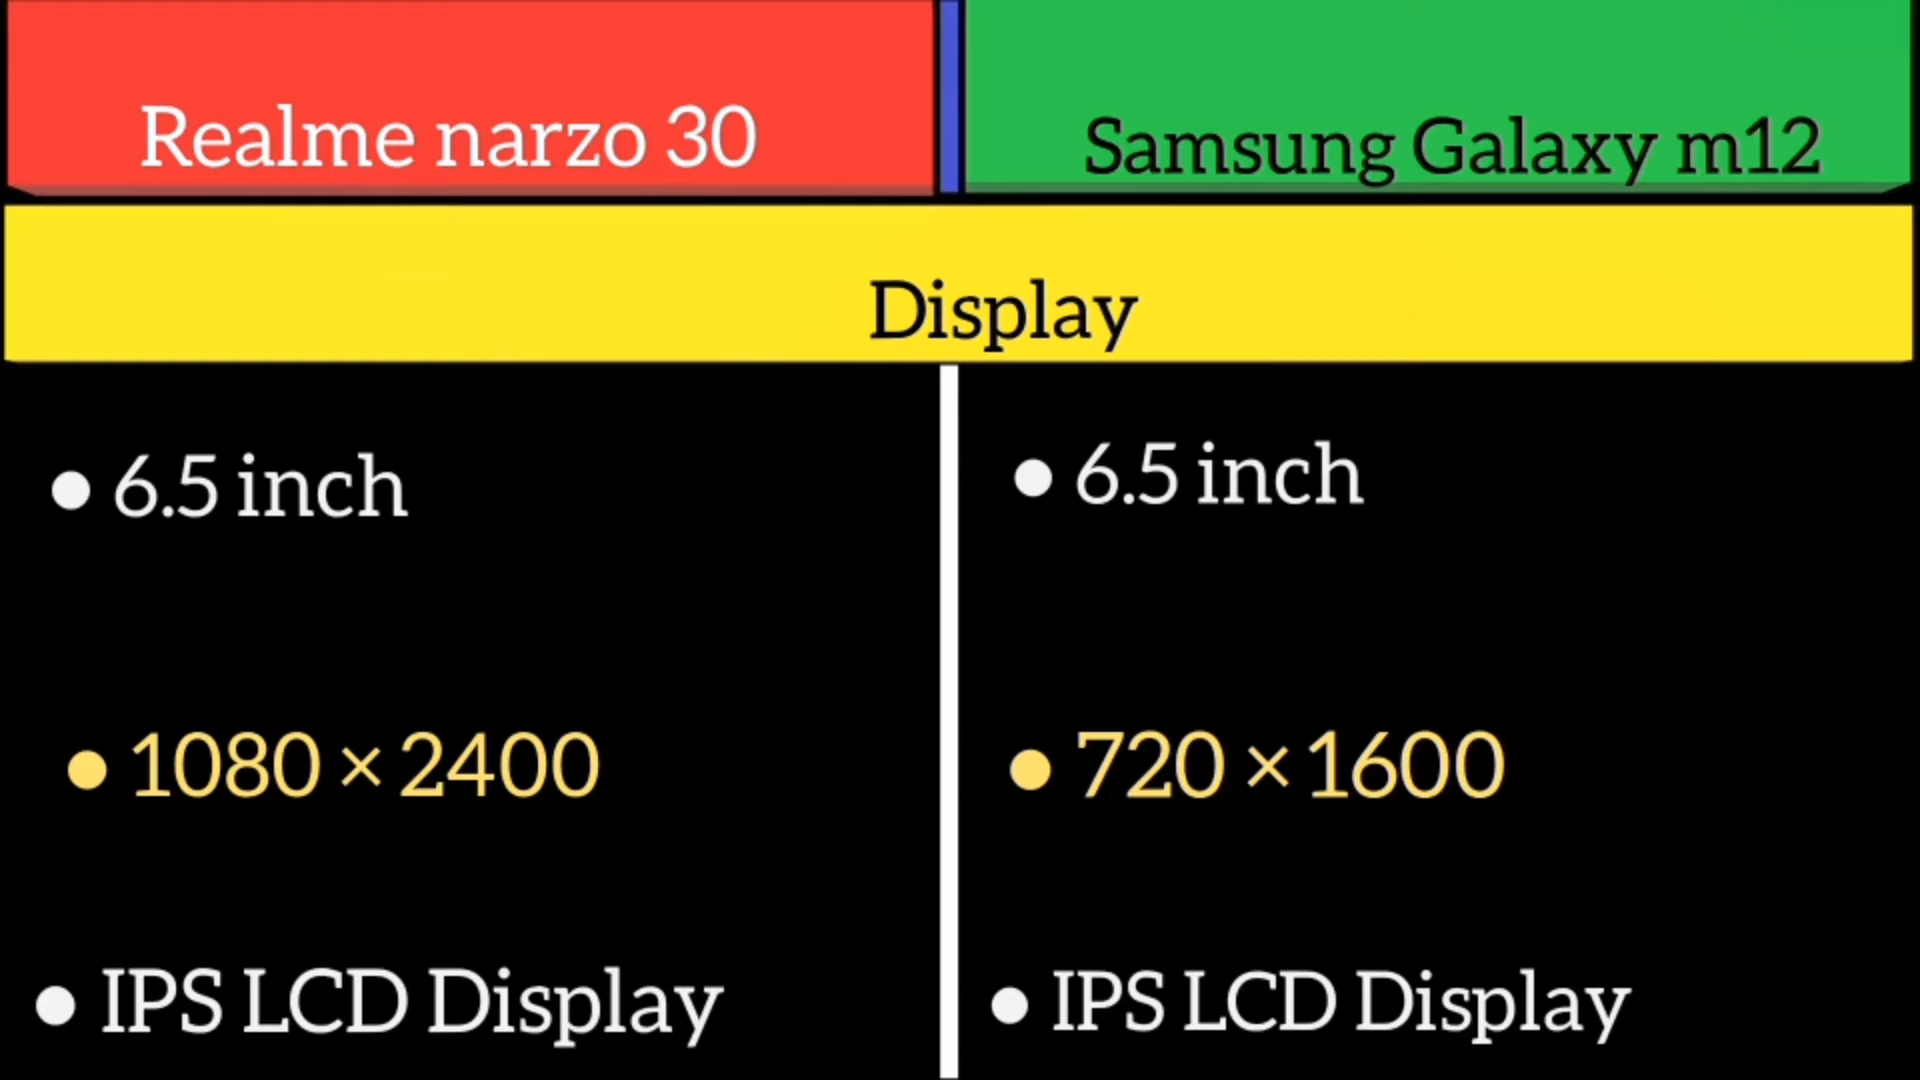 Realme narzo 30
Samsung Galaxy m12
Display
● 6.5 inch
● 6.5 inch
● 1080 × 2400
● 720 × 1600
● IPS LCD Display
● IPS LCD Display